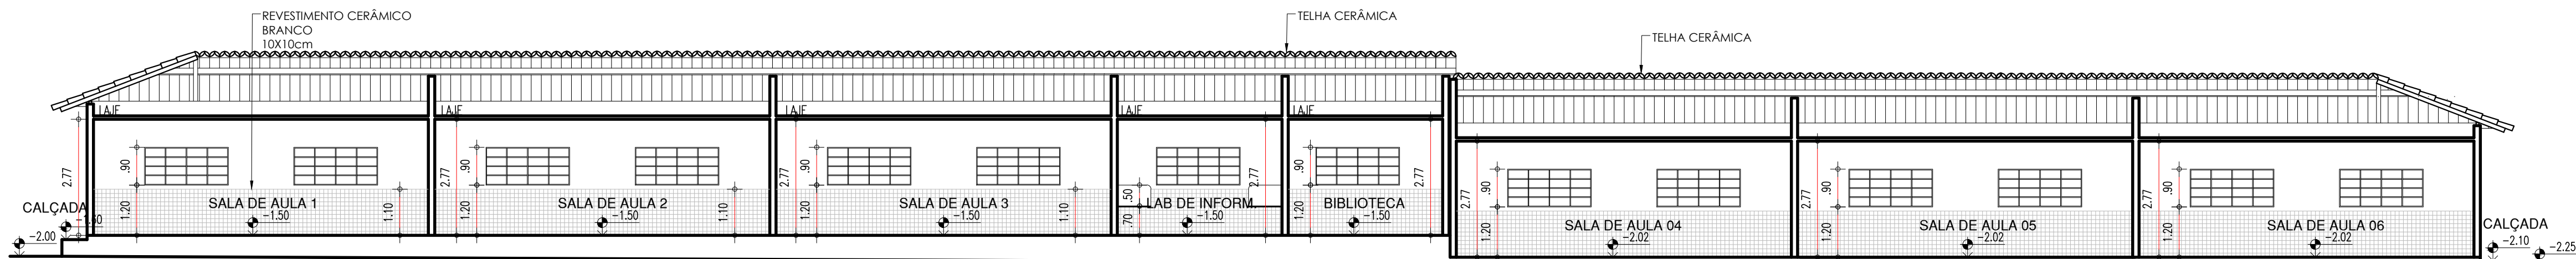 REVESTIMENTO CERÂMICO
BRANCO
10X10cm
TELHA CERÂMICA
TELHA CERÂMICA
LAJE
LAJE
LAJE
LAJE
LAJE
2.77
.90
1.20
2.77
.90
1.20
1.10
2.77
.90
1.20
1.10
1.10
.50
.70
2.77
.90
1.20
2.77
2.77
.90
1.20
2.77
.90
1.20
2.77
.90
1.20
CALÇADA
-1.60
-2.00
SALA DE AULA 1
-1.50
SALA DE AULA 2
-1.50
SALA DE AULA 3
-1.50
LAB DE INFORM.
-1.50
BIBLIOTECA
-1.50
SALA DE AULA 04
-2.02
SALA DE AULA 05
-2.02
SALA DE AULA 06
-2.02
CALÇADA
-2.10
-2.25